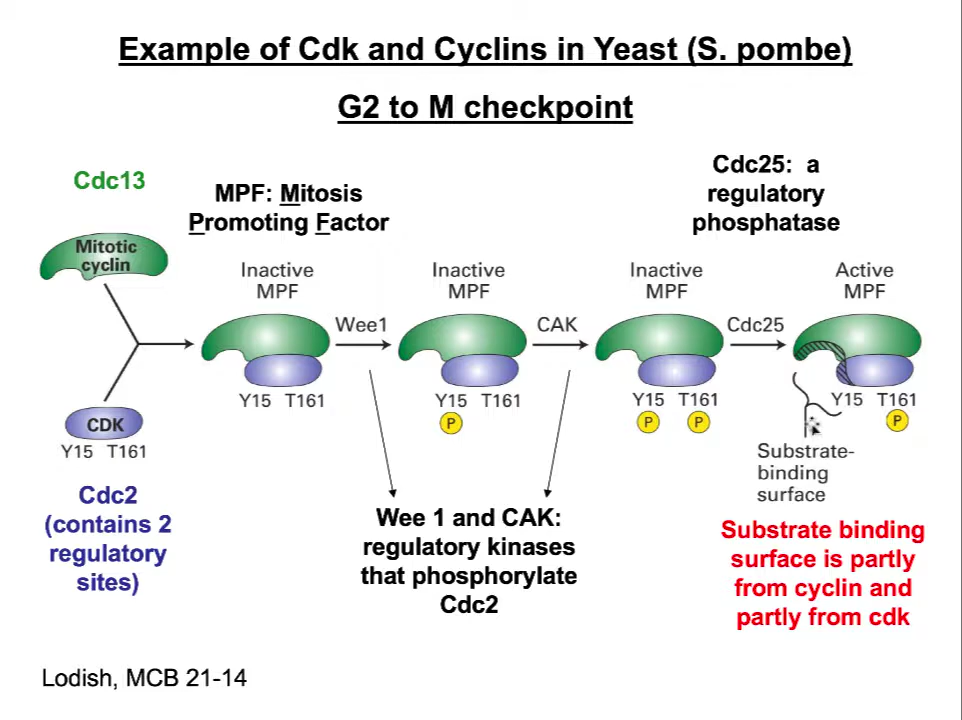 Example of Cdk and Cyclins in Yeast (S. pombe)
G2 to M checkpoint
Cdc13
MPF: Mitosis
Promoting Factor
Cdc25: a
regulatory
phosphatase
Mitotic
cyclin
Inactive
MPF
Inactive
MPF
Inactive
MPF
Active
MPF
Wee1
CAK
Cdc25
CDK
Y15 T161
Y15 T161
Y15 T161
P
Y15 T161
P P
Y15 T161
P
Substrate-
binding
surface
Cdc2
(contains 2
regulatory
sites)
Wee 1 and CAK:
regulatory kinases
that phosphorylate
Cdc2
Substrate binding
surface is partly
from cyclin and
partly from cdk
Lodish, MCB 21-14